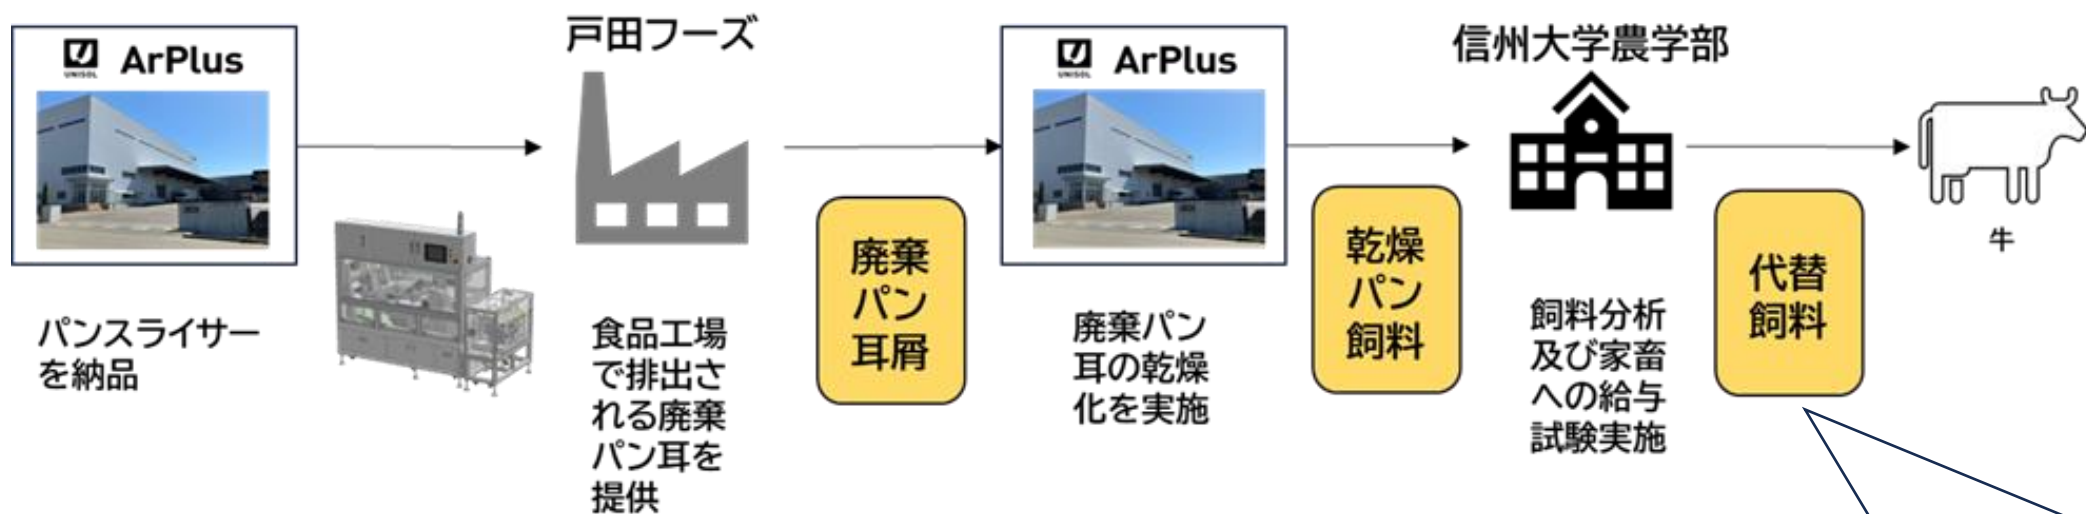 UNISOL ArPlus
パンスライサー
を納品
戸田フーズ
食品工場
で排出さ
れる廃棄
パン耳を
提供
廃棄
パン
耳屑
UNISOL ArPlus
廃棄パン
耳の乾燥
化を実施
乾燥
パン
飼料
信州大学農学部
飼料分析
及び家畜
への給与
試験実施
代替
飼料
牛